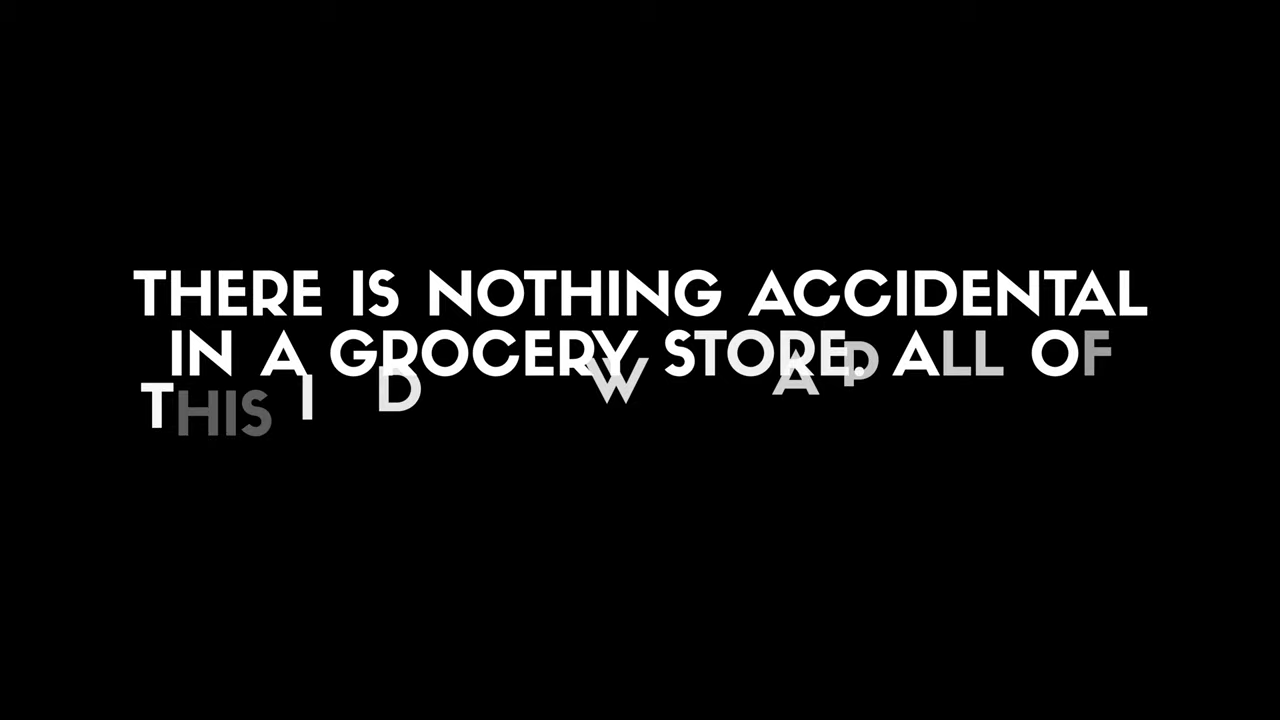 THERE IS NOTHING ACCIDENTAL
IN A GROCERY STORE. ALL OF
THIS I D W A P